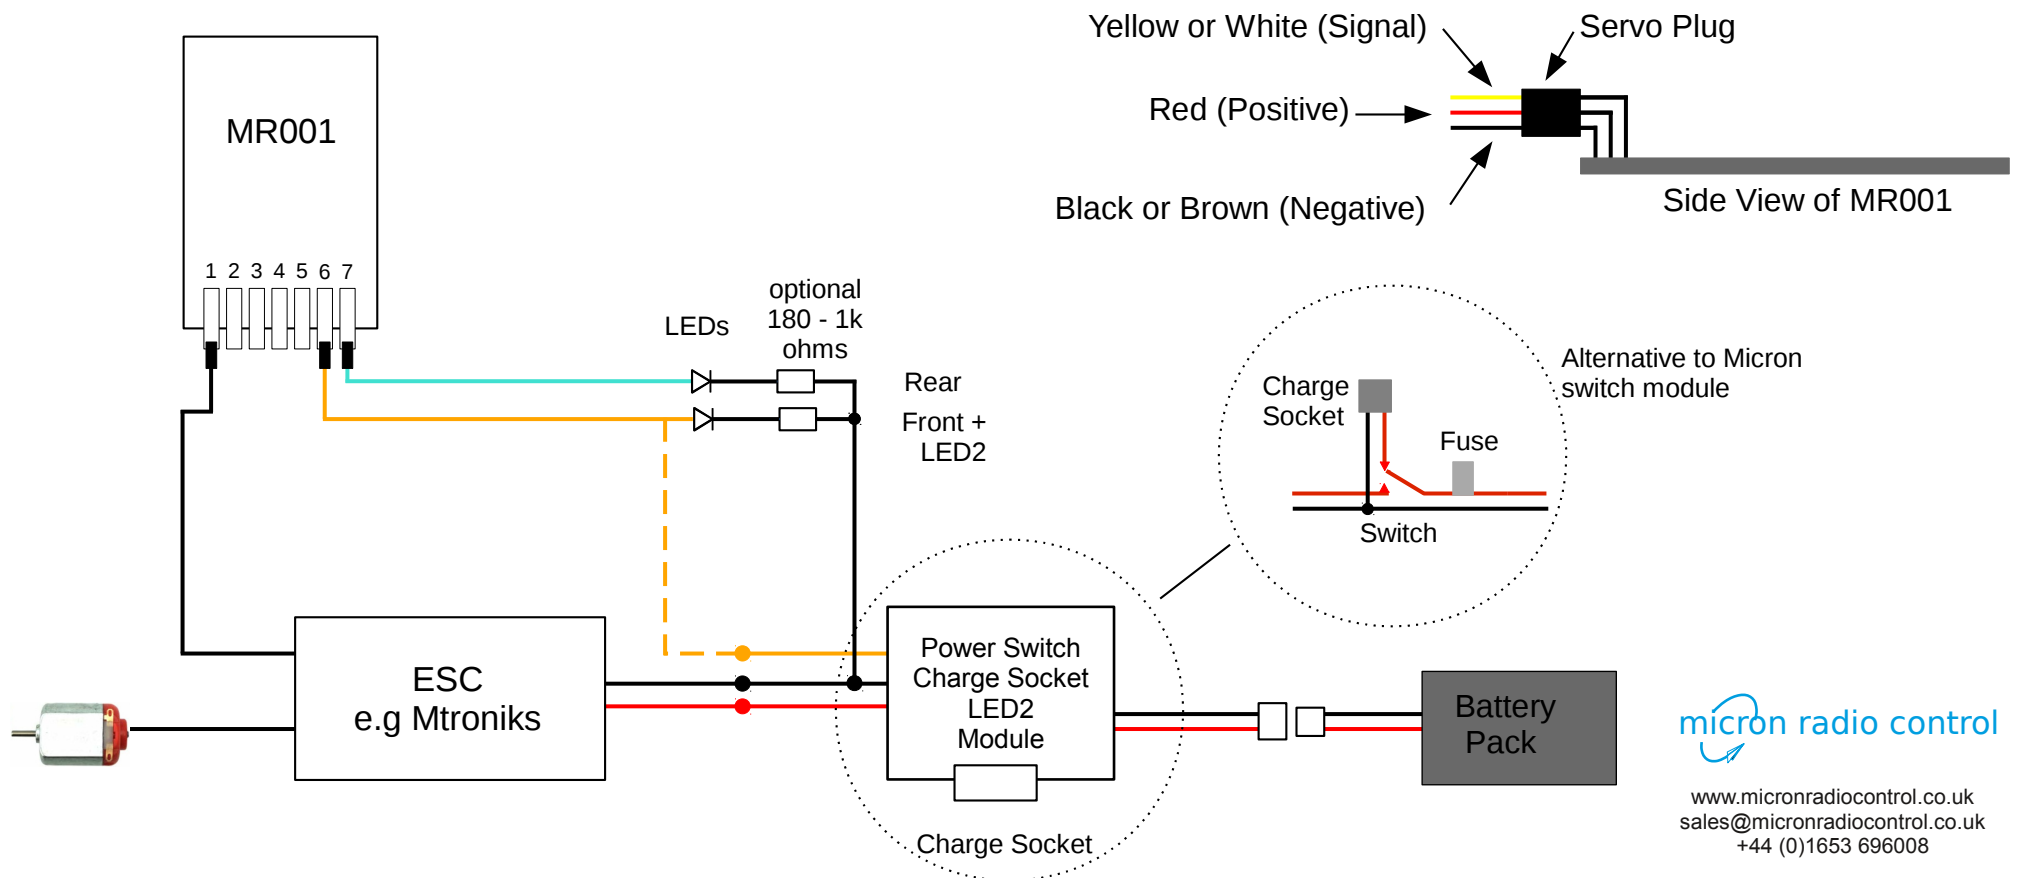 Yellow or White (Signal)
Servo Plug
Red (Positive)
Black or Brown (Negative)
Side View of MR001
MR001
1 2 3 4 5 6 7
LEDs
optional
180 - 1k
ohms
Rear
Front +
LED2
Charge
Socket
Fuse
Switch
Alternative to Micron
switch module
ESC
e.g Mtroniks
Power Switch
Charge Socket
LED2
Module
Charge Socket
Battery
Pack
micron radio control
www.micronradiocontrol.co.uk
sales@micronradiocontrol.co.uk
+44 (0)1653 696008